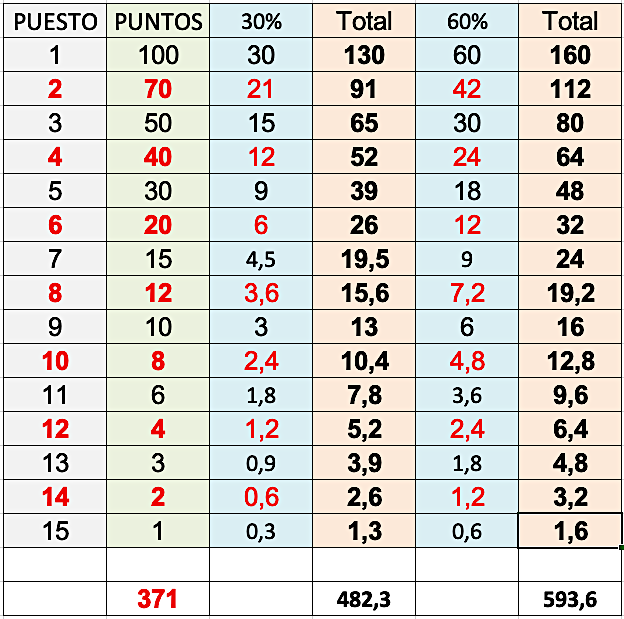 PUESTO PUNTOS 30% Total 60% Total
1 100 30 130 60 160
2 70 21 91 42 112
3 50 15 65 30 80
4 40 12 52 24 64
5 30 9 39 18 48
6 20 6 26 12 32
7 15 4,5 19,5 9 24
8 12 3,6 15,6 7,2 19,2
9 10 3 13 6 16
10 8 2,4 10,4 4,8 12,8
11 6 1,8 7,8 3,6 9,6
12 4 1,2 5,2 2,4 6,4
13 3 0,9 3,9 1,8 4,8
14 2 0,6 2,6 1,2 3,2
15 1 0,3 1,3 0,6 1,6
371 482,3 593,6